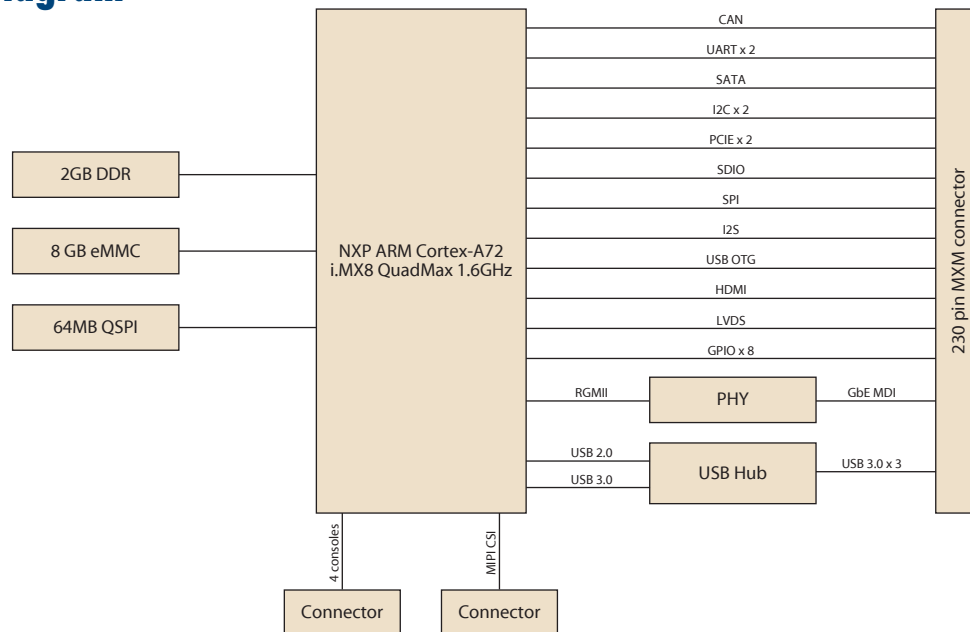 CAN
UART x 2
SATA
I2C x 2
PCIE x 2
SDIO
SPI
I2S
USB OTG
HDMI
LVDS
GPIO x 8
2GB DDR
8 GB eMMC
64MB QSPI
NXP ARM Cortex-A72
i.MX8 QuadMax 1.6GHz
230 pin MXM connector
RGMII
PHY
GbE MDI
USB 2.0
USB 3.0
USB Hub
USB 3.0 x 3
4 consoles
MIPI CSI
Connector
Connector